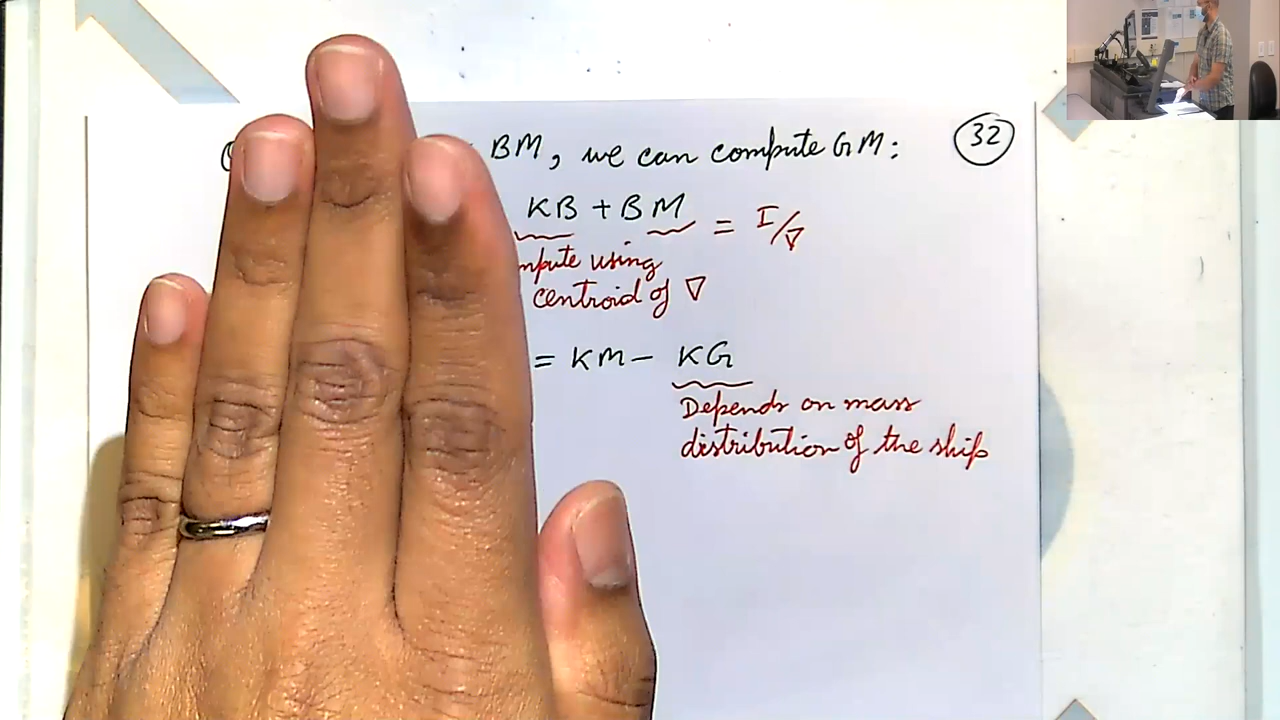 BM, we can compute GM: 32
KB + BM = I/∇
using
centroid of ∇
= KM - KG
Depends on mass
distribution of the ship